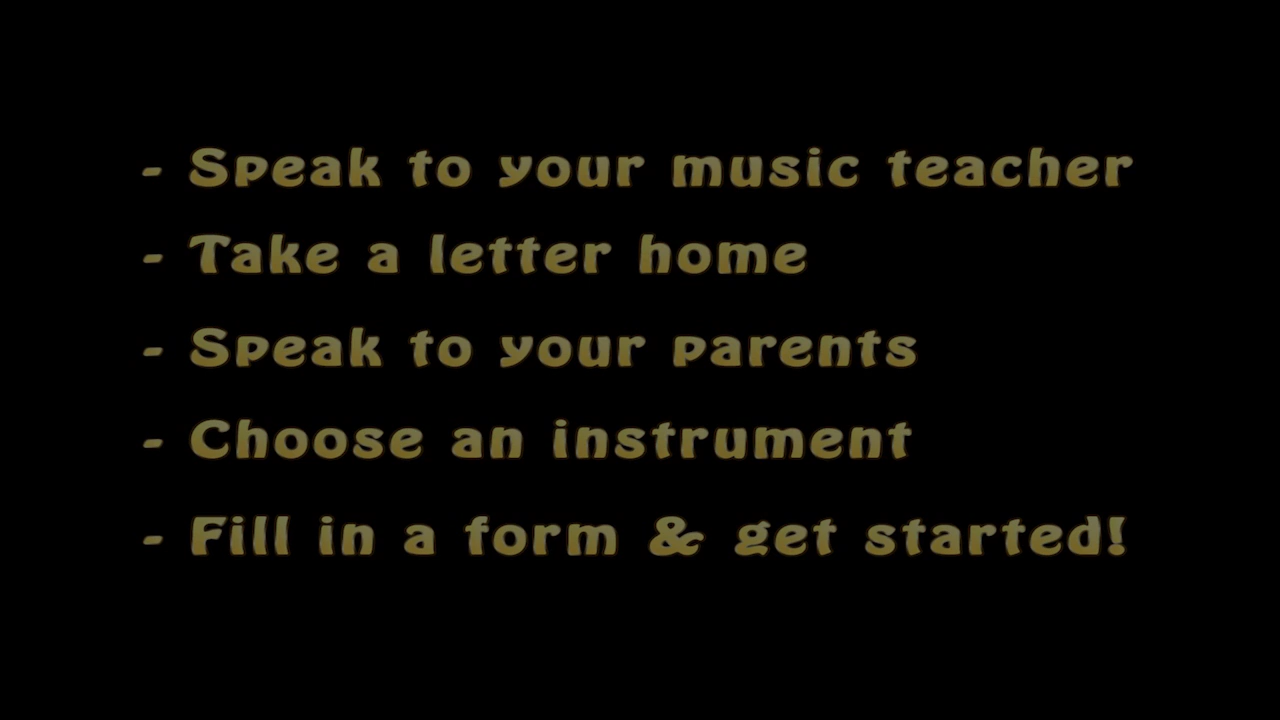 - Speak to your music teacher
- Take a letter home
- Speak to your parents
- Choose an instrument
- Fill in a form & get started!